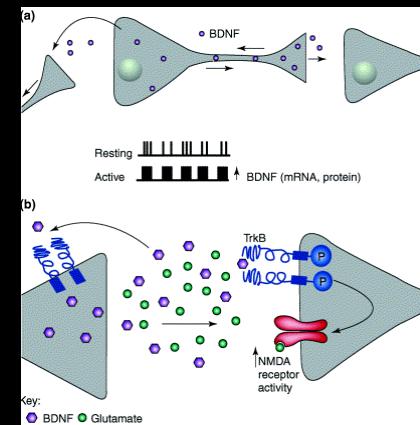 (a)
BDNF
Resting
Active
BDNF (mRNA, protein)
(b)
TrkB
P
P
NMDA
receptor
activity
Key:
BDNF
Glutamate